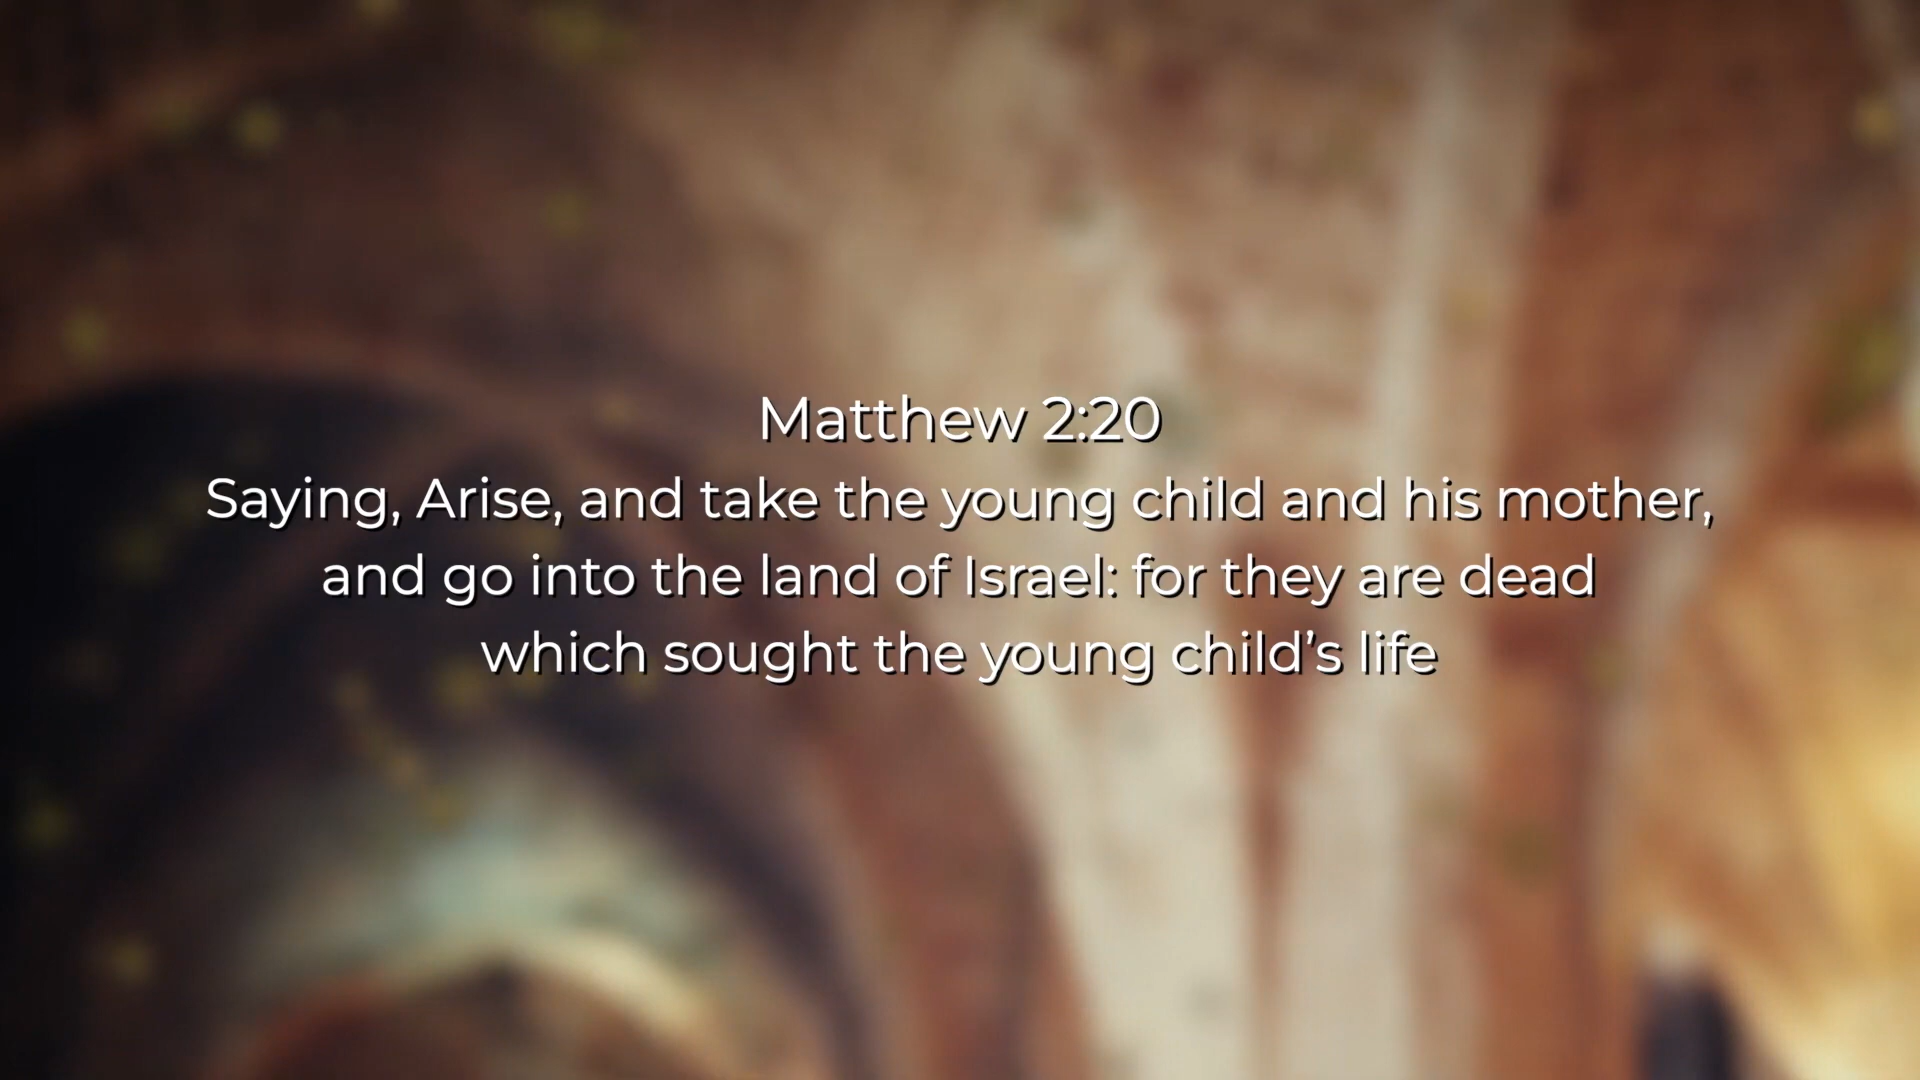 Matthew 2:20
Saying, Arise, and take the young child and his mother,
and go into the land of Israel: for they are dead
which sought the young child’s life